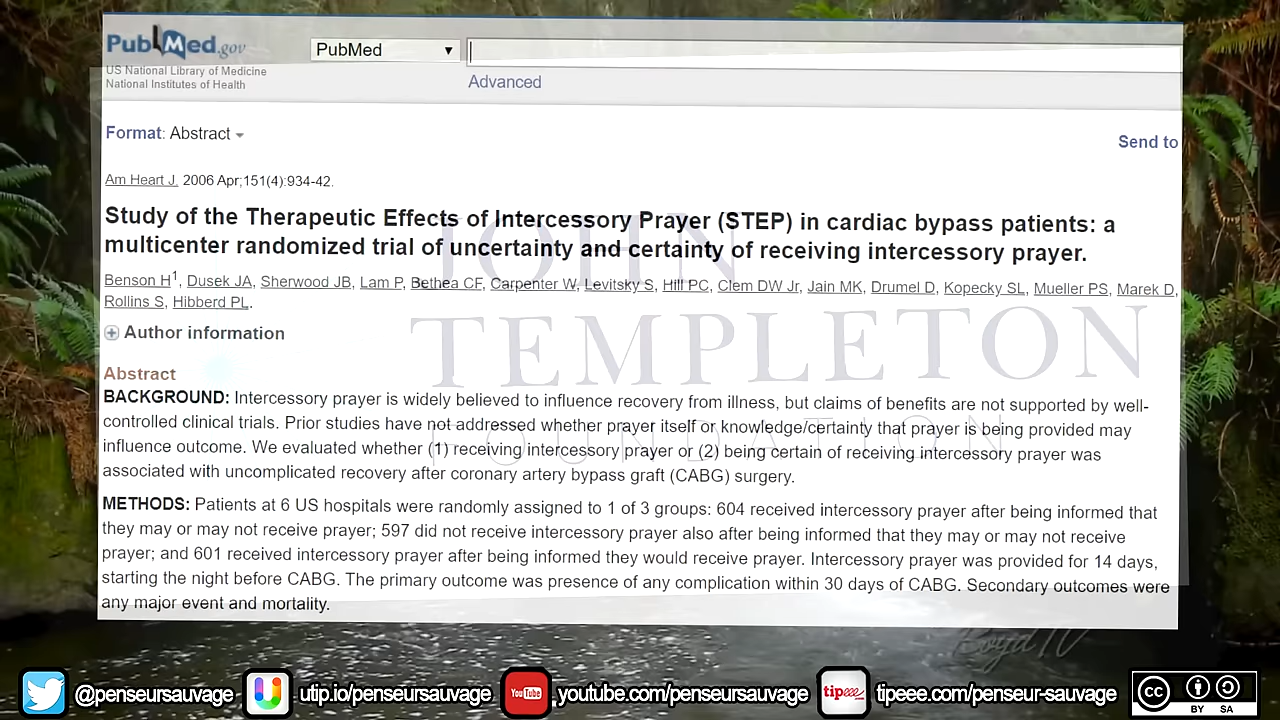 PubMed.gov
US National Library of Medicine
National Institutes of Health
PubMed
Advanced
Format: Abstract
Send to
Am Heart J. 2006 Apr;151(4):934-42.
Study of the Therapeutic Effects of Intercessory Prayer (STEP) in cardiac bypass patients: a
multicenter randomized trial of uncertainty and certainty of receiving intercessory prayer.
Benson H1, Dusek JA, Sherwood JB, Lam P, Bethea CF, Carpenter W, Levitsky S, Hill PC, Clem DW Jr, Jain MK, Drumel D, Kopecky SL, Mueller PS, Marek D,
Rollins S, Hibberd PL.
Author information
Abstract
BACKGROUND: Intercessory prayer is widely believed to influence recovery from illness, but claims of benefits are not supported by well-
controlled clinical trials. Prior studies have not addressed whether prayer itself or knowledge/certainty that prayer is being provided may
influence outcome. We evaluated whether (1) receiving intercessory prayer or (2) being certain of receiving intercessory prayer was
associated with uncomplicated recovery after coronary artery bypass graft (CABG) surgery.
METHODS: Patients at 6 US hospitals were randomly assigned to 1 of 3 groups: 604 received intercessory prayer after being informed that
they may or may not receive prayer; 597 did not receive intercessory prayer also after being informed that they may or may not receive
prayer; and 601 received intercessory prayer after being informed they would receive prayer. Intercessory prayer was provided for 14 days,
starting the night before CABG. The primary outcome was presence of any complication within 30 days of CABG. Secondary outcomes were
any major event and mortality.
JOHN
TEMPLETON
FOUNDATION
BoydTV
@penseursauvage
utip.io/penseursauvage
YouTube
youtube.com/penseursauvage
tipeee
tipeee.com/penseur-sauvage
cc
BY SA